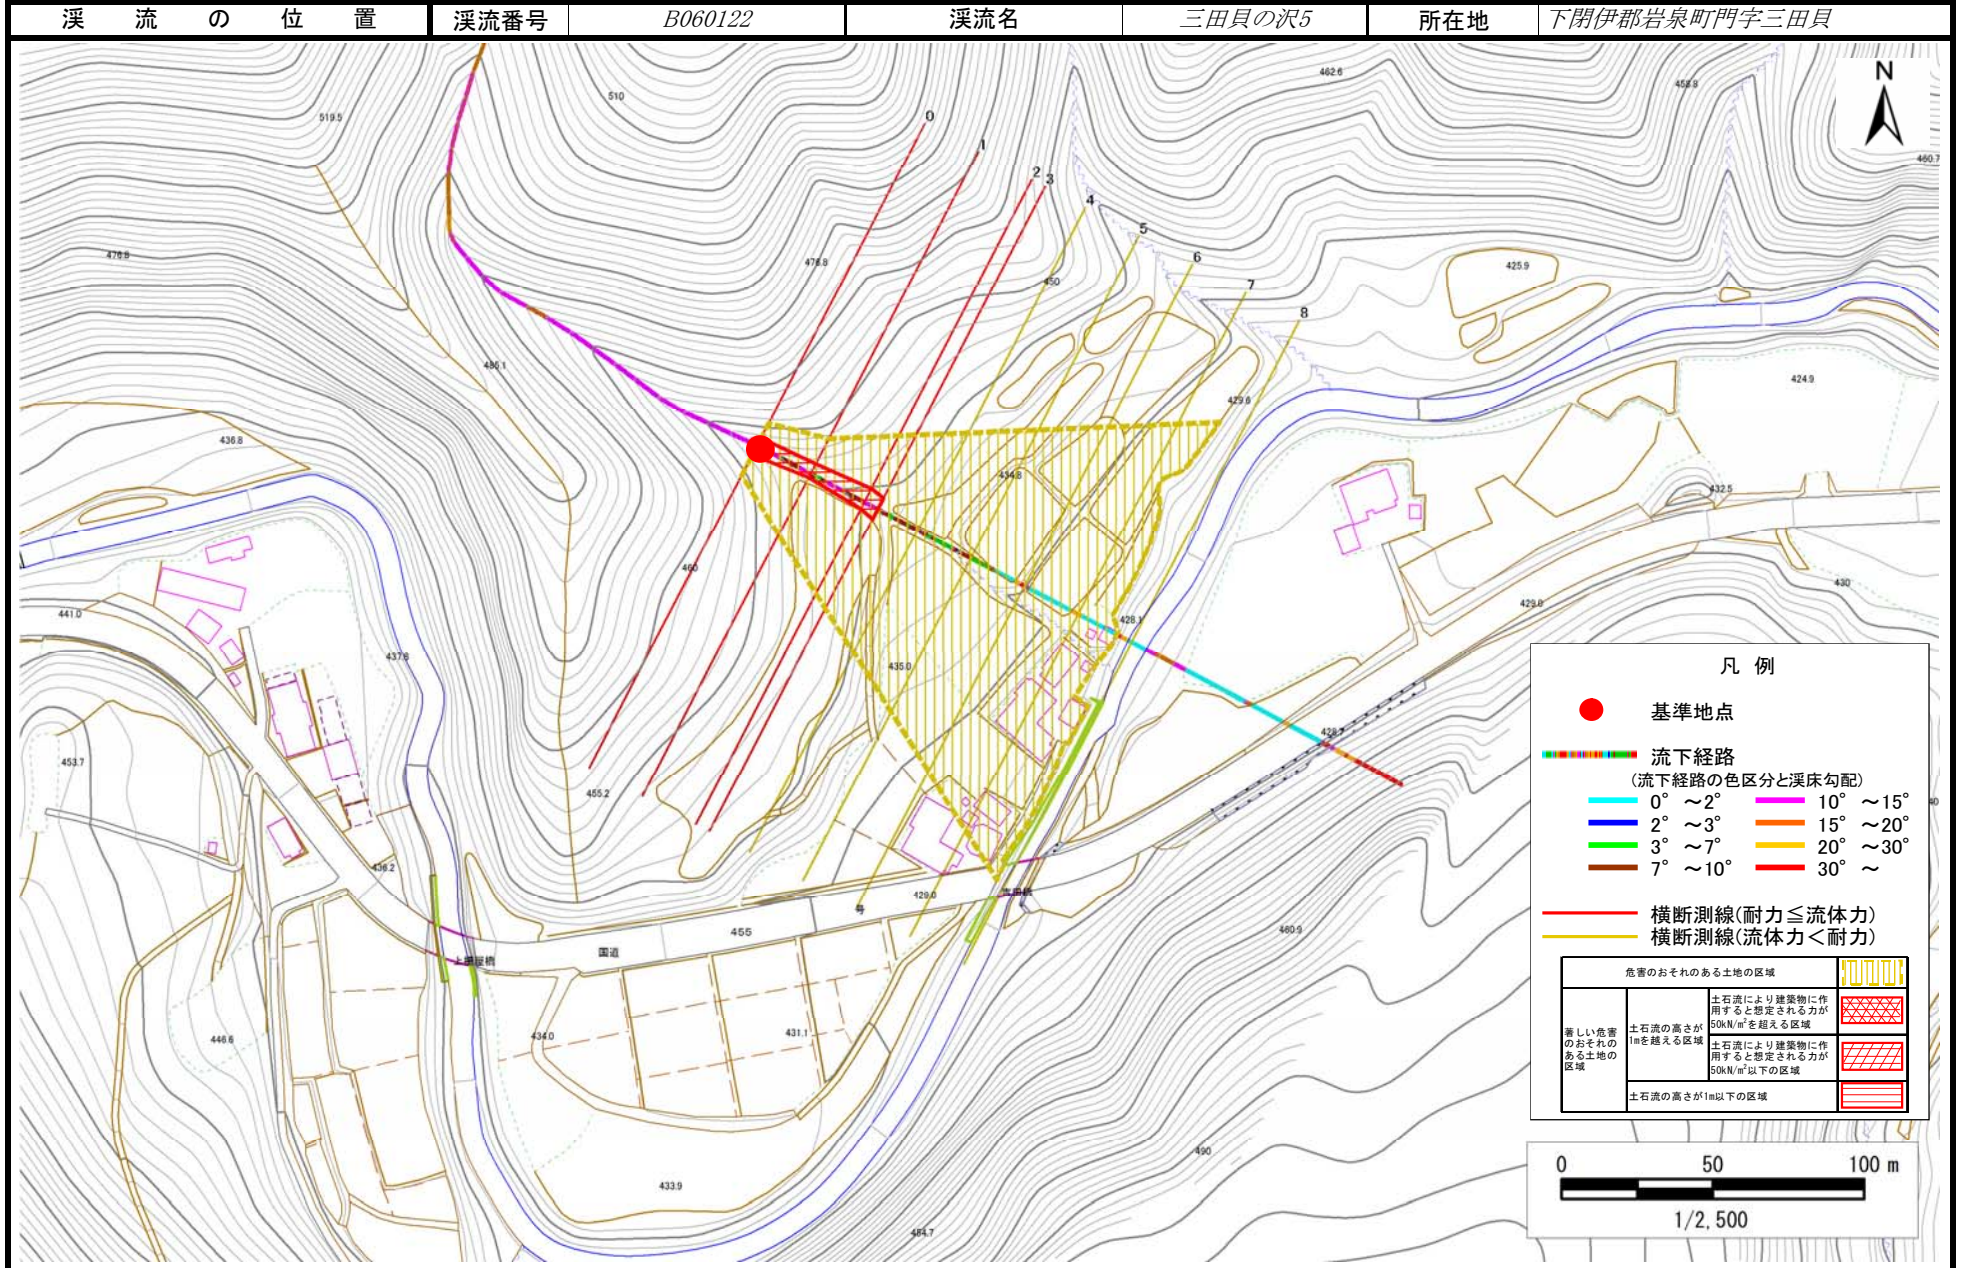 渓流の位置 渓流番号 B060122 渓流名 三田貝の沢5 所在地 下閉伊郡岩泉町門字三田貝
N
510
462.6
458.8
519.5
0
1
460.7
2 3
4
5
476.8
476.8
6
425.9
450
7
8
485.1
424.9
429.6
436.8
434.8
432.5
460
430
441.0
429.0
428.1
437.6
435.0
428.7
453.7
455.2
436.2
429.0
号
455
国道
460.9
446.6
434.0
431.1
490
433.9
484.7
凡例
基準地点
流下経路
(流下経路の色区分と渓床勾配)
0° ～2° 10° ～15°
2° ～3° 15° ～20°
3° ～7° 20° ～30°
7° ～10° 30° ～
横断測線(耐力≦流体力)
横断測線(流体力＜耐力)
危害のおそれのある土地の区域
著しい危害
のおそれの
ある土地の
区域
土石流の高さが
1mを越える区域
土石流により建築物に作
用すると想定される力が
50kN/m²を超える区域
土石流により建築物に作
用すると想定される力が
50kN/m²以下の区域
土石流の高さが1m以下の区域
0 50 100 m
1/2,500